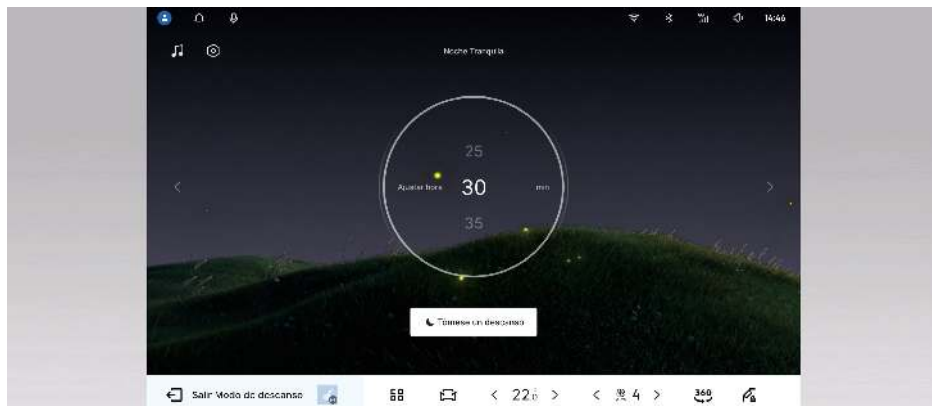 14:46
Noche Tranquila
25
Ajustar hora 30 min
35
Tómese un descanso
Salir Modo de descanso
22
4
360